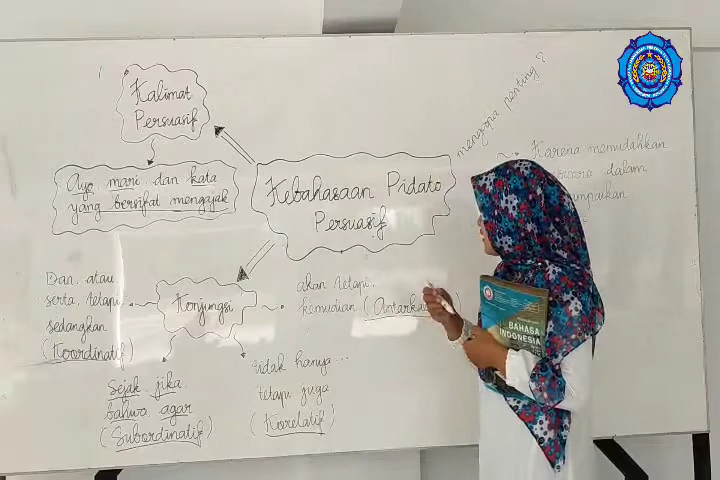 Kalimat
Persuasif
Ayo, mari, dan kata
yang bersifat mengajak
Kebahasaan Pidato
Persuasif
mengapa penting?
Karena memudahkan
dalam
Dan, atau,
serta, tetapi,
sedangkan
(Koordinatif)
Konjungsi
akan tetapi,
kemudian (Antarka
Sejak, jika,
bahwa, agar
(Subordinatif)
tidak hanya...
tetapi juga
(Korelatif)
BAHASA
INDONESIA